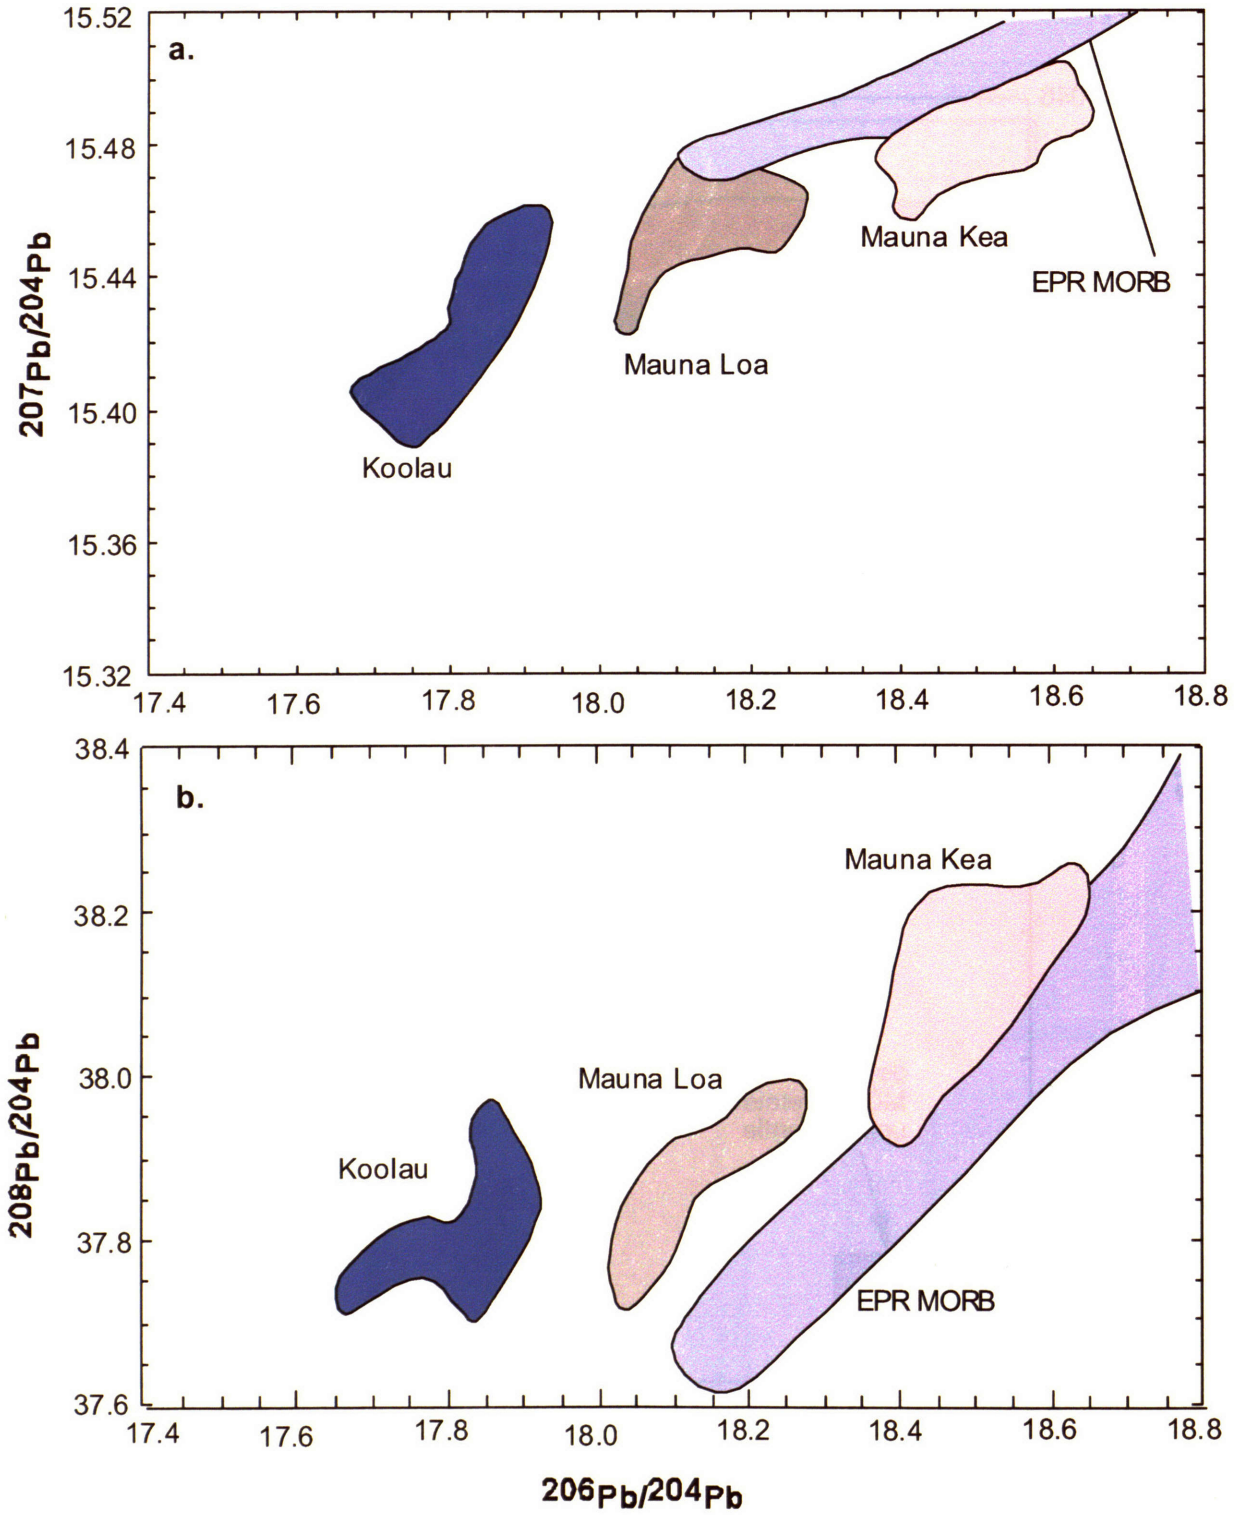 a.
15.52
15.48
15.44
15.40
15.36
15.32
207Pb/204Pb
Mauna Kea
EPR MORB
Mauna Loa
Koolau
17.4 17.6 17.8 18.0 18.2 18.4 18.6 18.8
b.
38.4
38.2
38.0
37.8
37.6
208Pb/204Pb
Mauna Kea
Mauna Loa
Koolau
EPR MORB
17.4 17.6 17.8 18.0 18.2 18.4 18.6 18.8
206Pb/204Pb